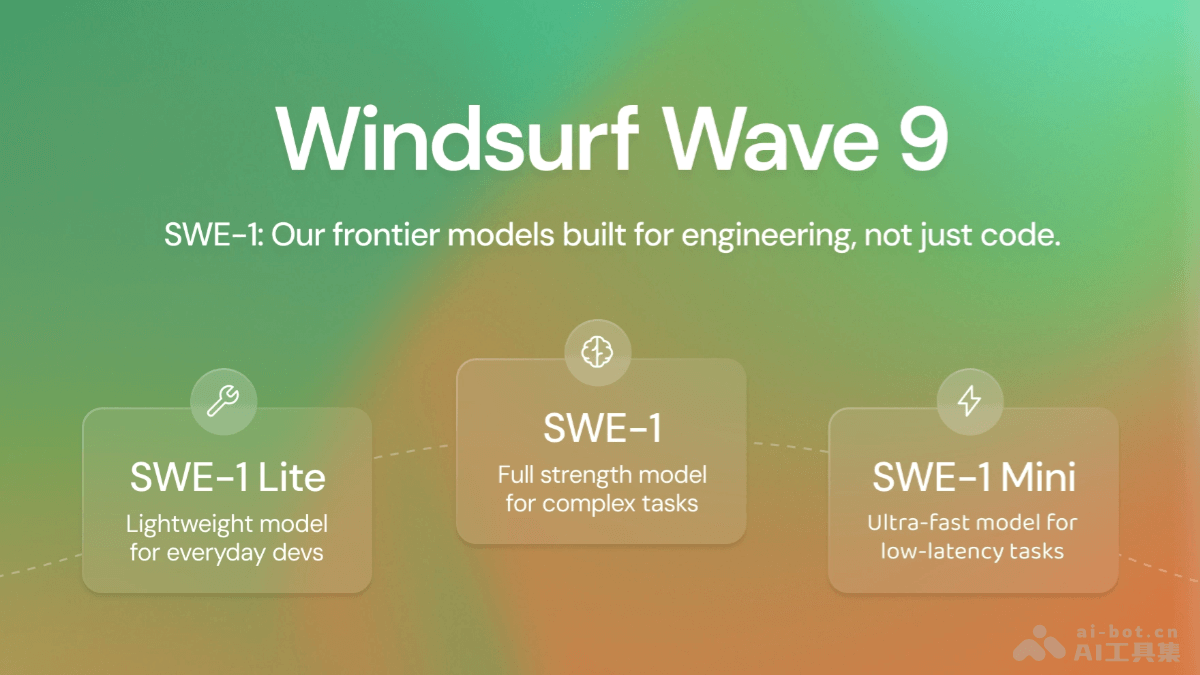 Windsurf Wave 9
SWE-1: Our frontier models built for engineering, not just code.
SWE-1 Lite
Lightweight model
for everyday devs
SWE-1
Full strength model
for complex tasks
SWE-1 Mini
Ultra-fast model for
low-latency tasks
ai-bot.cn
AI工具集